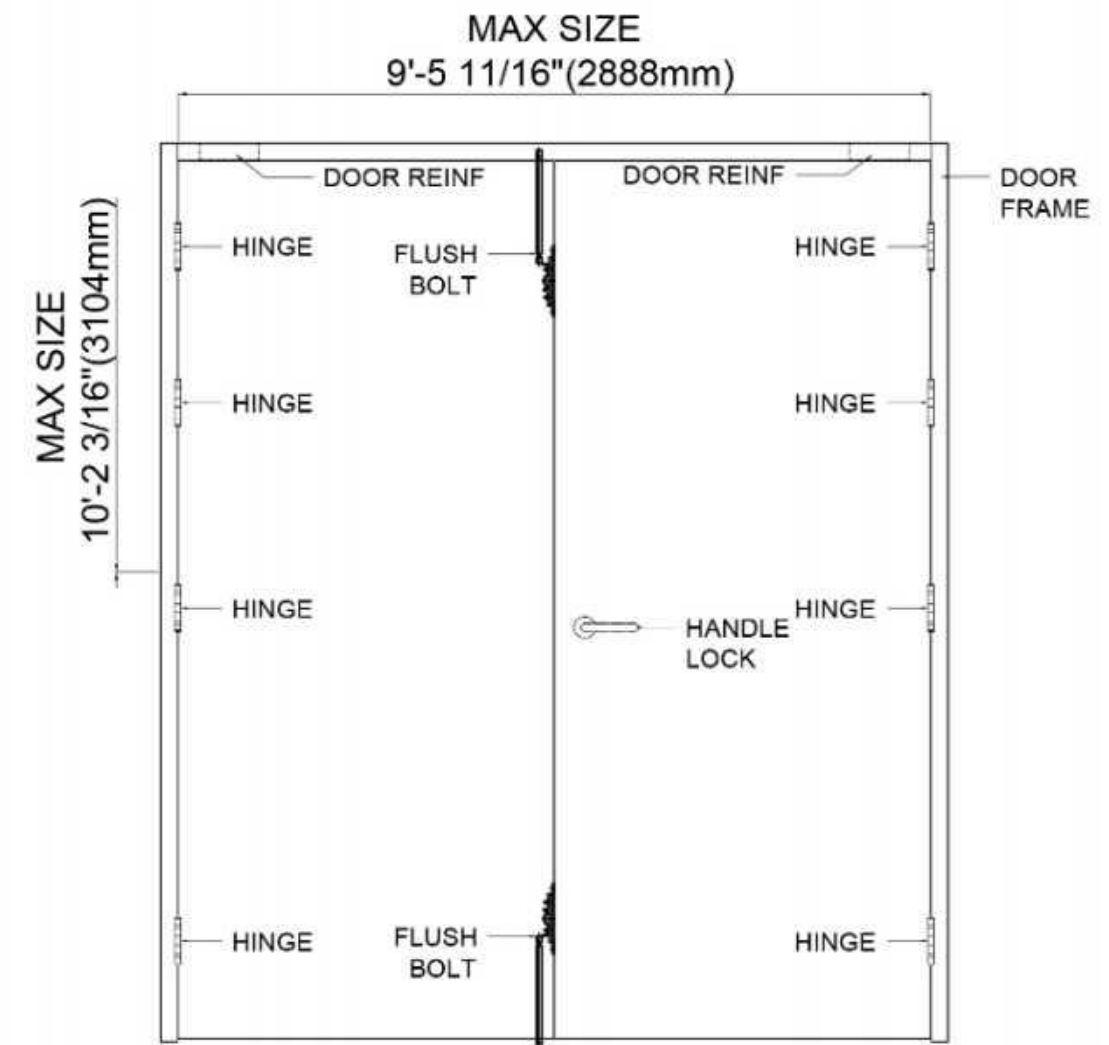 MAX SIZE
9'-5 11/16"(2888mm)
DOOR REINF
DOOR REINF
DOOR
FRAME
MAX SIZE
10'-2 3/16"(3104mm)
HINGE
FLUSH
BOLT
HINGE
HINGE
HINGE
HINGE
HANDLE
LOCK
HINGE
HINGE
FLUSH
BOLT
HINGE